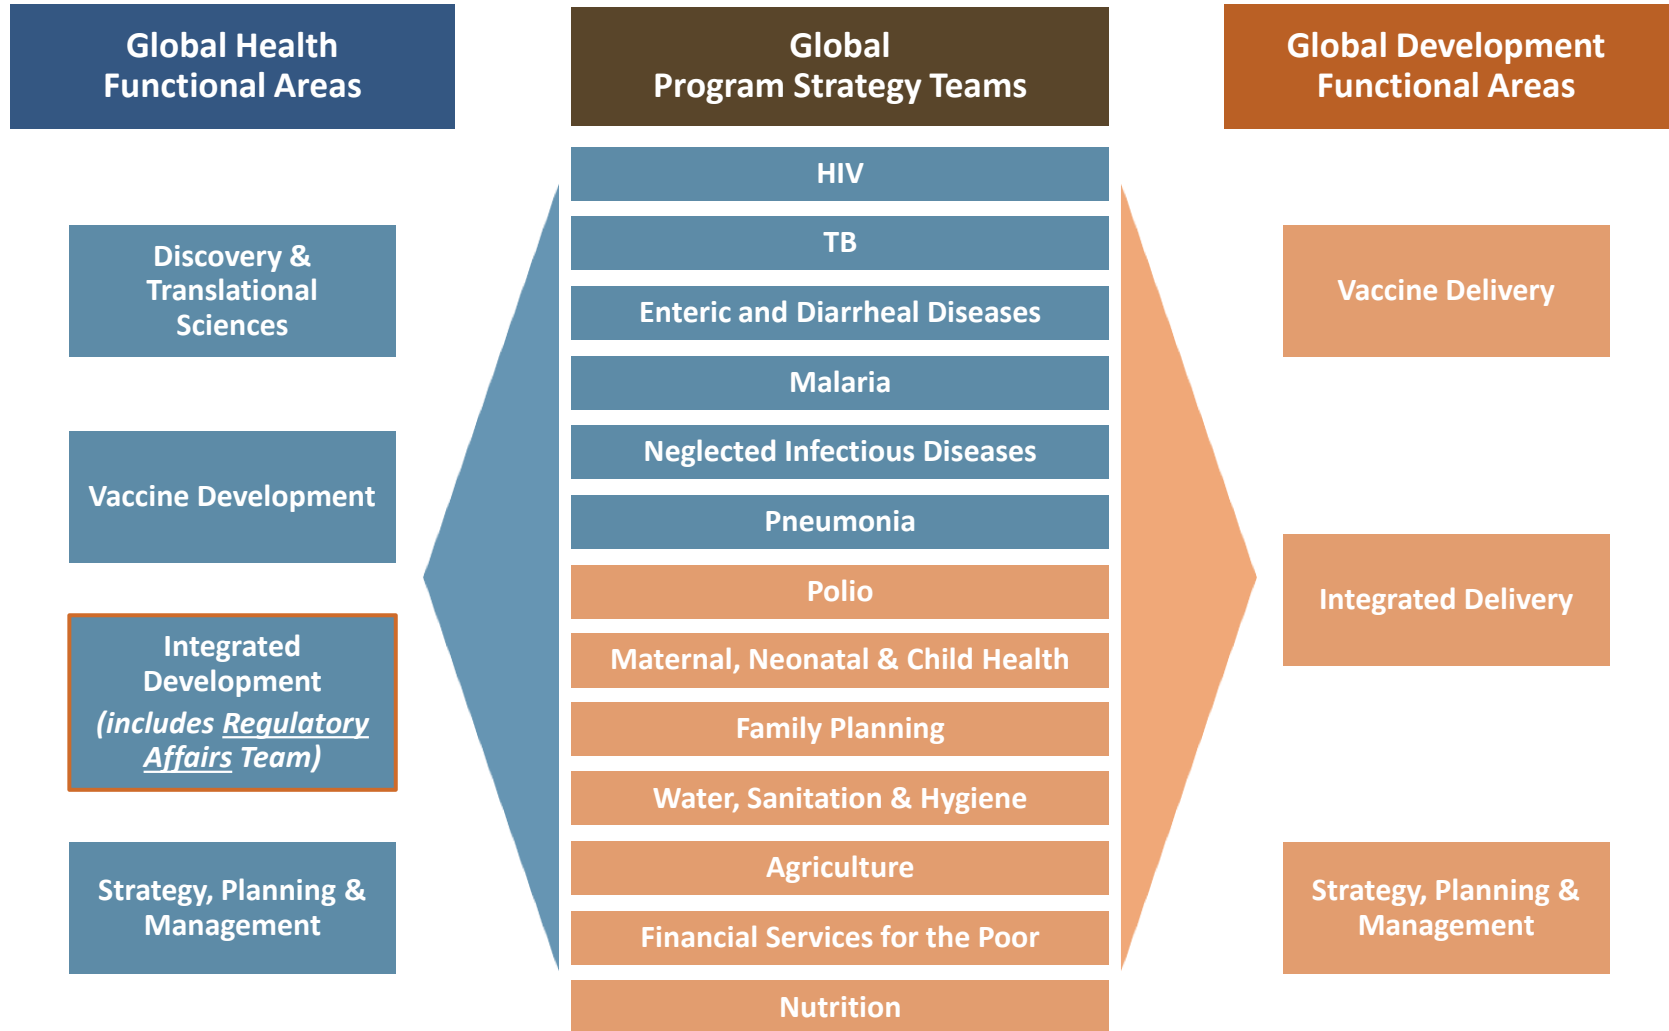 Global Health
Functional Areas
Discovery &
Translational
Sciences
Vaccine Development
Integrated
Development
(includes Regulatory
Affairs Team)
Strategy, Planning &
Management
Global
Program Strategy Teams
HIV
TB
Enteric and Diarrheal Diseases
Malaria
Neglected Infectious Diseases
Pneumonia
Polio
Maternal, Neonatal & Child Health
Family Planning
Water, Sanitation & Hygiene
Agriculture
Financial Services for the Poor
Nutrition
Global Development
Functional Areas
Vaccine Delivery
Integrated Delivery
Strategy, Planning &
Management